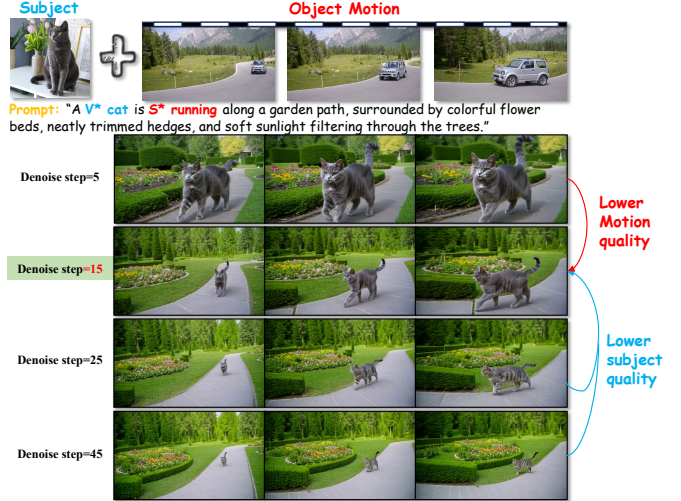 Subject
Object Motion
Prompt: “A V* cat is S* running along a garden path, surrounded by colorful flower
beds, neatly trimmed hedges, and soft sunlight filtering through the trees.”
Denoise step=5
Denoise step=15
Denoise step=25
Denoise step=45
Lower
Motion
quality
Lower
subject
quality